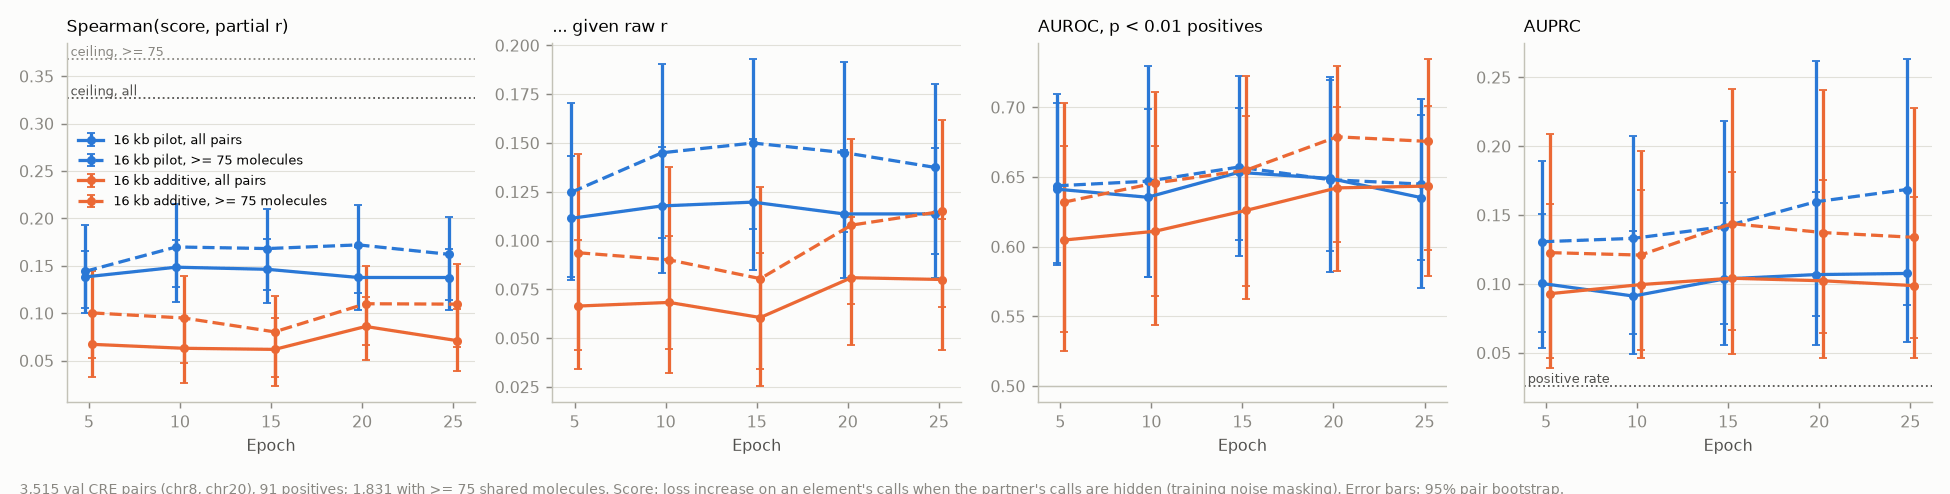 Spearman(score, partial r)
ceiling, >= 75
ceiling, all
0.35
0.30
0.25
0.20
0.15
0.10
0.05
16 kb pilot, all pairs
16 kb pilot, >= 75 molecules
16 kb additive, all pairs
16 kb additive, >= 75 molecules
5 10 15 20 25
Epoch
... given raw r
0.200
0.175
0.150
0.125
0.100
0.075
0.050
0.025
5 10 15 20 25
Epoch
AUROC, p < 0.01 positives
0.70
0.65
0.60
0.55
0.50
5 10 15 20 25
Epoch
AUPRC
0.25
0.20
0.15
0.10
0.05
positive rate
5 10 15 20 25
Epoch
3,515 val CRE pairs (chr8, chr20), 91 positives; 1,831 with >= 75 shared molecules. Score: loss increase on an element's calls when the partner's calls are hidden (training noise masking). Error bars: 95% pair bootstrap.